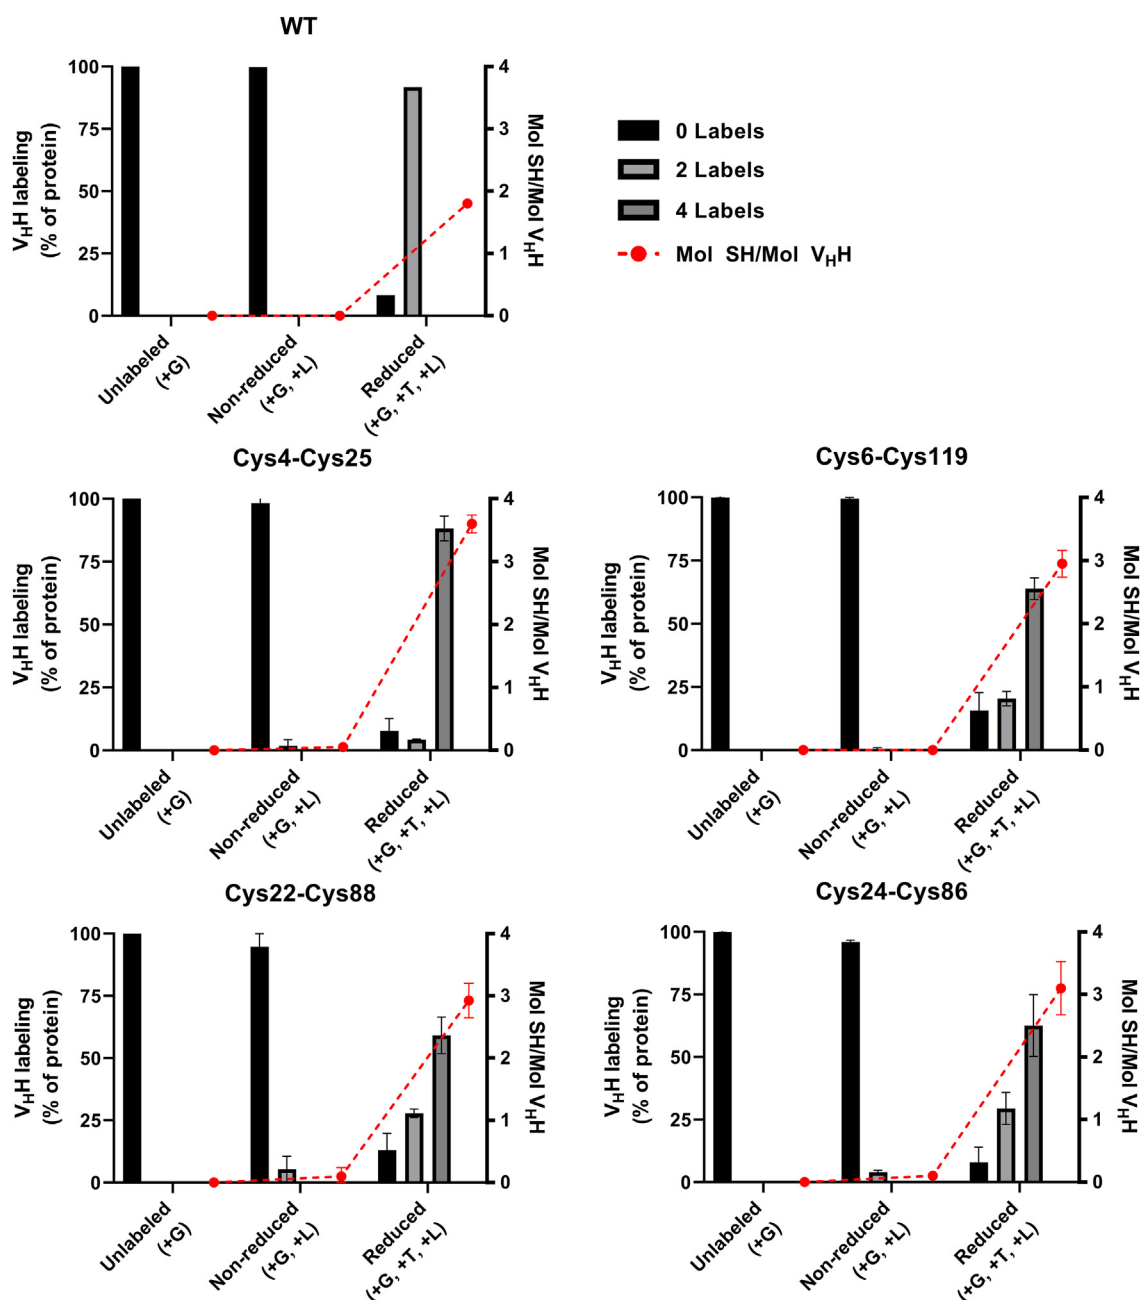 WT
100
75
50
25
0
VHH labeling
(% of protein)
4
3
2
1
0
Mol SH/Mol VHH
Unlabeled
(+G)
Non-reduced
(+G, +L)
Reduced
(+G, +T, +L)
0 Labels
2 Labels
4 Labels
Mol SH/Mol VHH
Cys4-Cys25
100
75
50
25
0
VHH labeling
(% of protein)
4
3
2
1
0
Mol SH/Mol VHH
Unlabeled
(+G)
Non-reduced
(+G, +L)
Reduced
(+G, +T, +L)
Cys6-Cys119
100
75
50
25
0
VHH labeling
(% of protein)
4
3
2
1
0
Mol SH/Mol VHH
Unlabeled
(+G)
Non-reduced
(+G, +L)
Reduced
(+G, +T, +L)
Cys22-Cys88
100
75
50
25
0
VHH labeling
(% of protein)
4
3
2
1
0
Mol SH/Mol VHH
Unlabeled
(+G)
Non-reduced
(+G, +L)
Reduced
(+G, +T, +L)
Cys24-Cys86
100
75
50
25
0
VHH labeling
(% of protein)
4
3
2
1
0
Mol SH/Mol VHH
Unlabeled
(+G)
Non-reduced
(+G, +L)
Reduced
(+G, +T, +L)